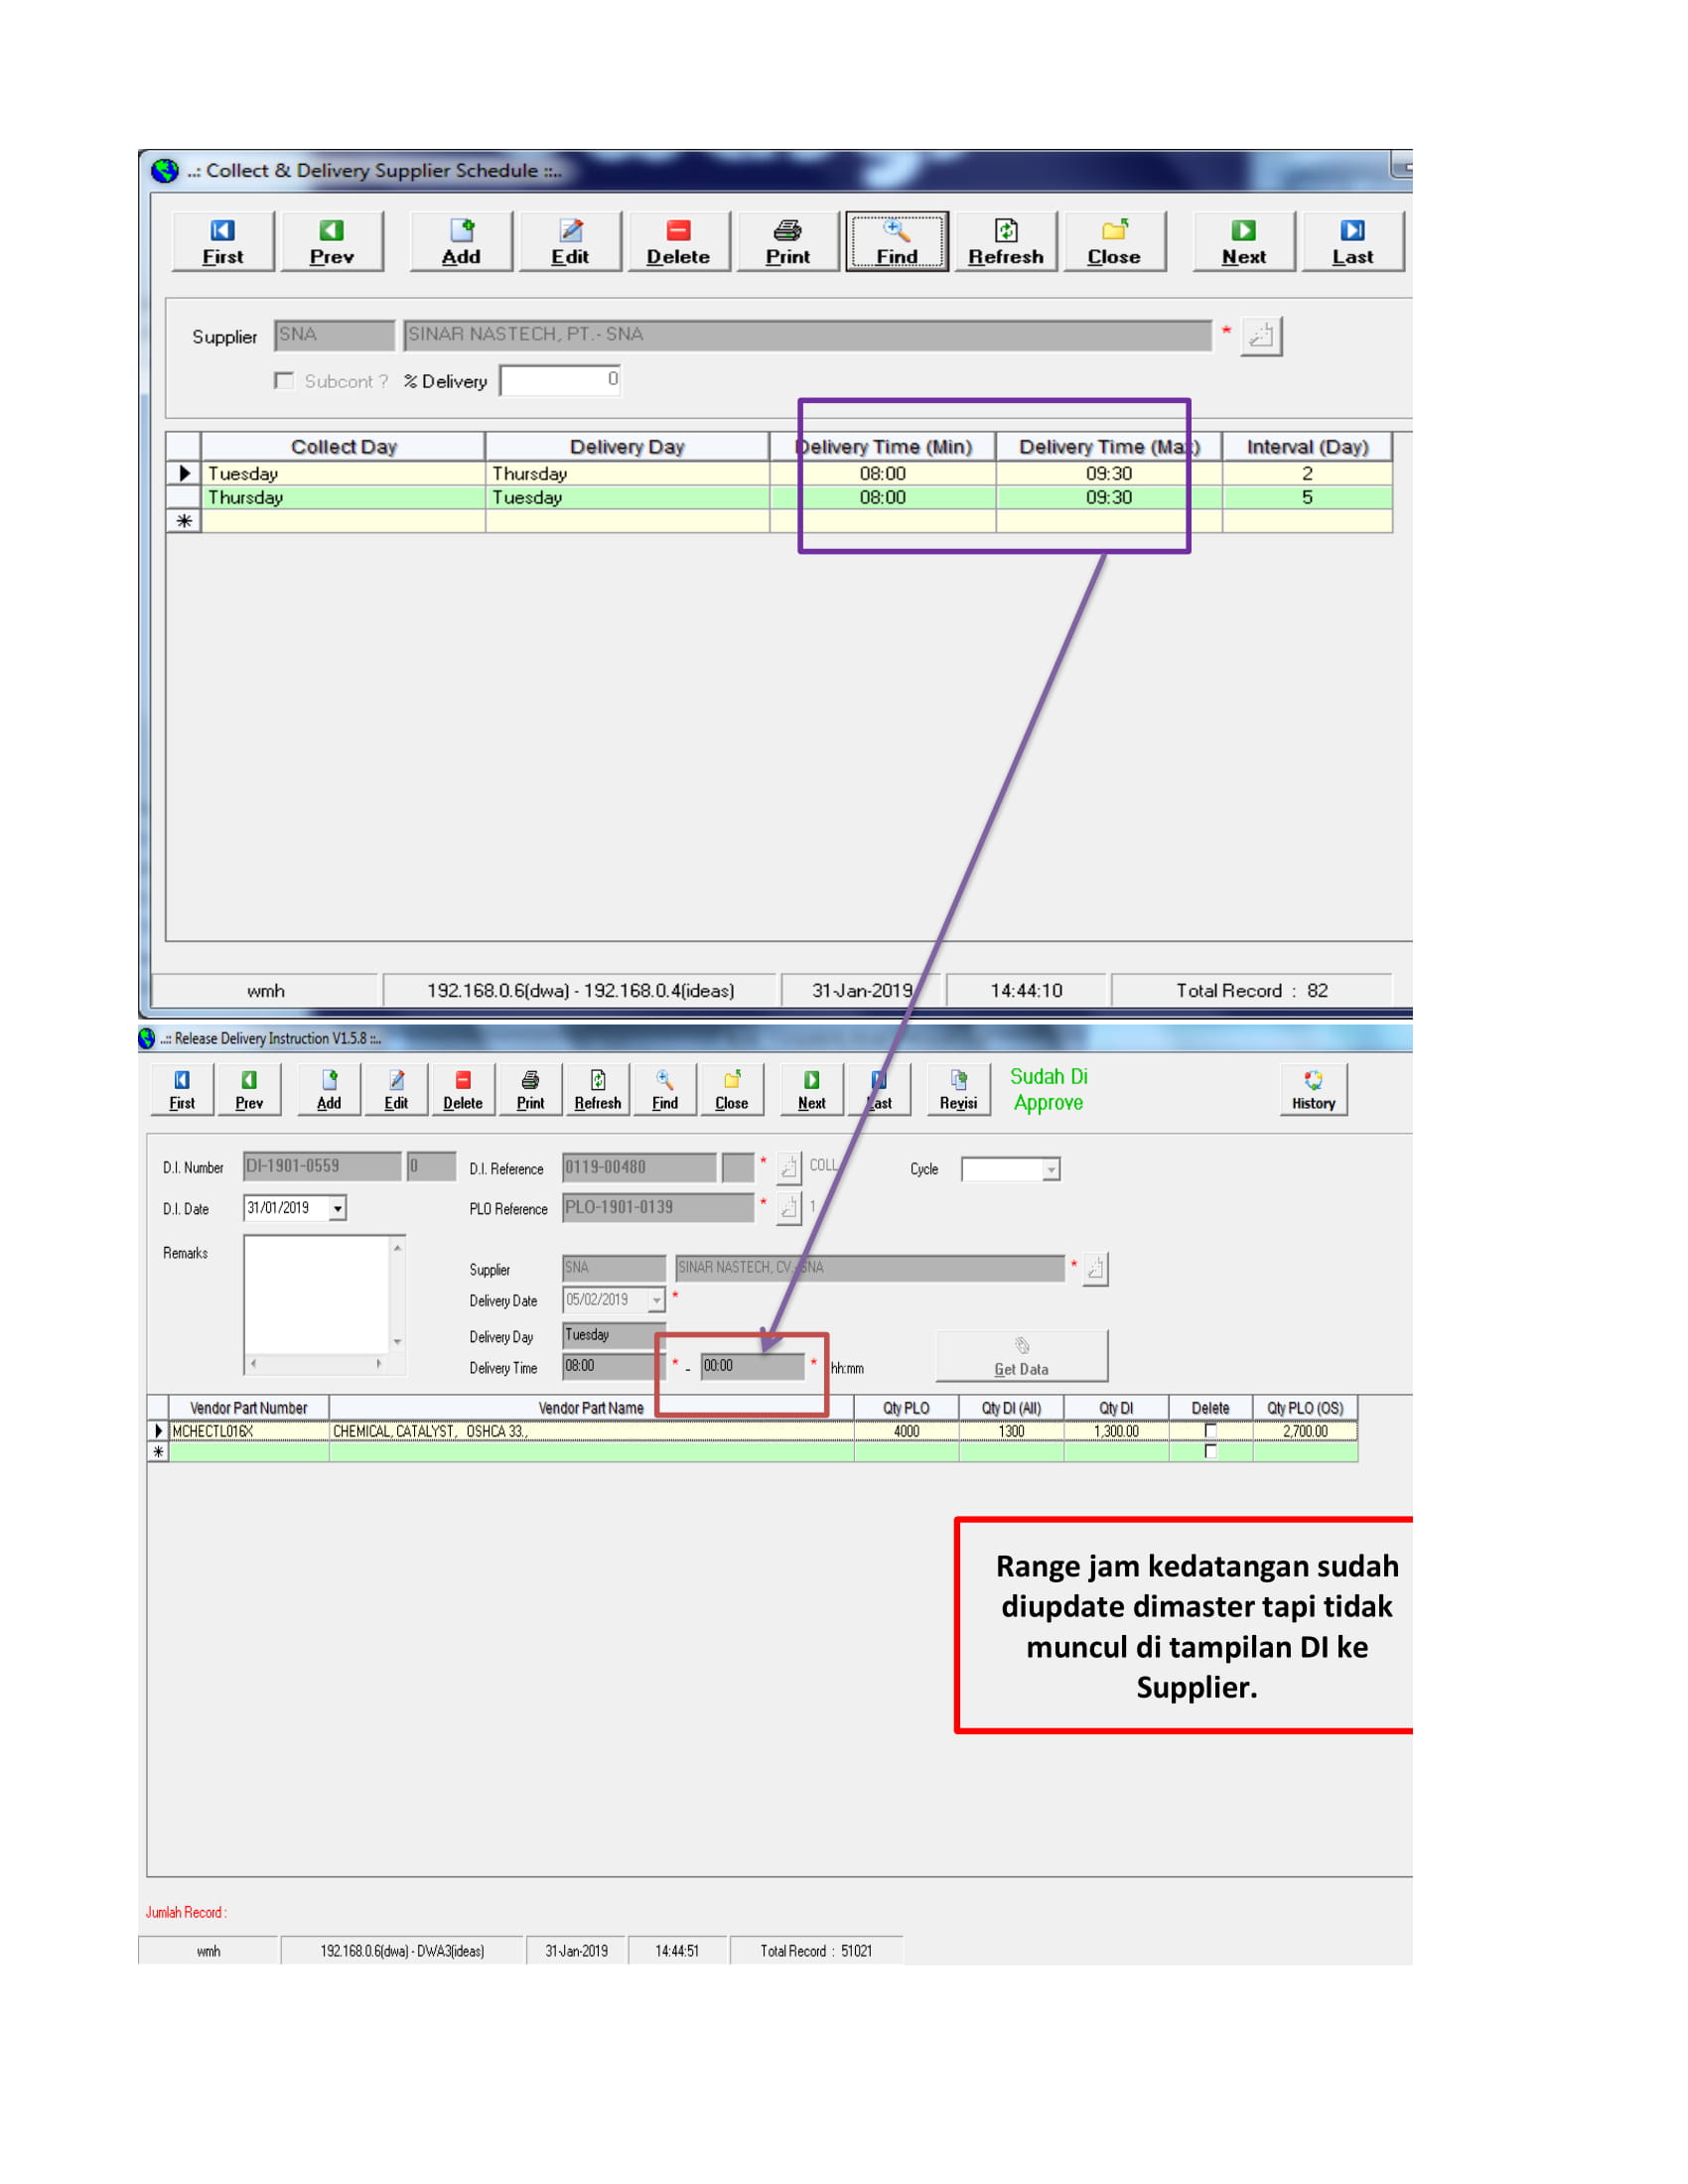 ..: Collect & Delivery Supplier Schedule ::..
First Prev Add Edit Delete Print Find Refresh Close Next Last
Supplier SNA SINAR NASTECH, PT.- SNA *
Subcont ? % Delivery 0
Collect Day Delivery Day Delivery Time (Min) Delivery Time (Max) Interval (Day)
Tuesday Thursday 08:00 09:30 2
Thursday Tuesday 08:00 09:30 5
wmh 192.168.0.6(dwa) - 192.168.0.4(ideas) 31-Jan-2019 14:44:10 Total Record : 82
..:: Release Delivery Instruction V1.5.8 ::..
First Prev Add Edit Delete Print Refresh Find Close Next Last Revisi Sudah Di
Approve
History
D.I. Number DI-1901-0559 0 D.I. Reference 0119-00480 * COLL Cycle
D.I. Date 31/01/2019 PLO Reference PLO-1901-0139 * 1
Remarks
Supplier SNA SINAR NASTECH, CV.- SNA *
Delivery Date 05/02/2019 *
Delivery Day Tuesday
Delivery Time 08:00 * - 00:00 * hh:mm
Get Data
Vendor Part Number Vendor Part Name Qty PLO Qty DI (All) Qty DI Delete Qty PLO (OS)
MCHECTL016X CHEMICAL, CATALYST, OSHCA 33., 4000 1300 1,300.00 2,700.00
Range jam kedatangan sudah
diupdate dimaster tapi tidak
muncul di tampilan DI ke
Supplier.
Jumlah Record :
wmh 192.168.0.6(dwa) - DWA3(ideas) 31-Jan-2019 14:44:51 Total Record : 51021